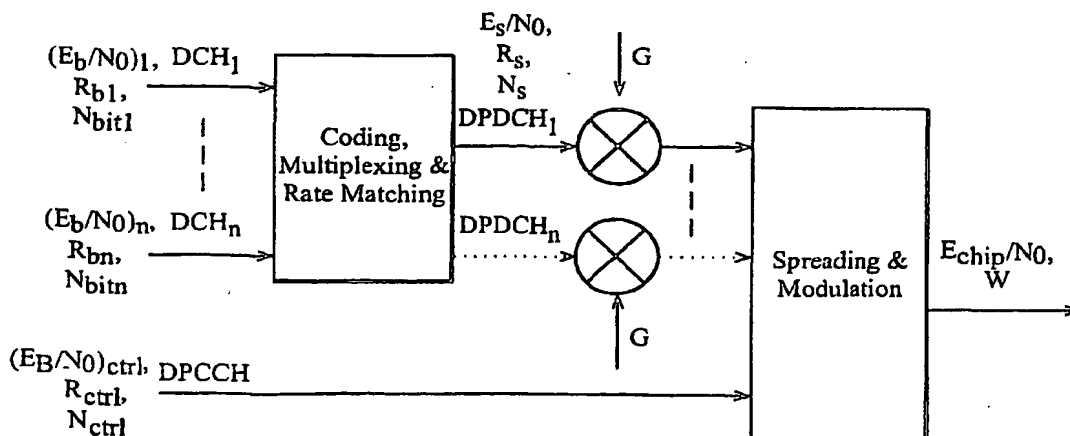 (Eb/N0)1, DCH1
Rb1,
Nbit1
Coding,
Multiplexing &
Rate Matching
Es/N0,
Rs,
Ns
DPDCH1
G
(Eb/N0)n, DCHn
Rbn,
Nbitn
DPDCHn
G
Spreading &
Modulation
Echip/N0,
W
(EB/N0)ctrl, DPCCH
Rctrl,
Nctrl